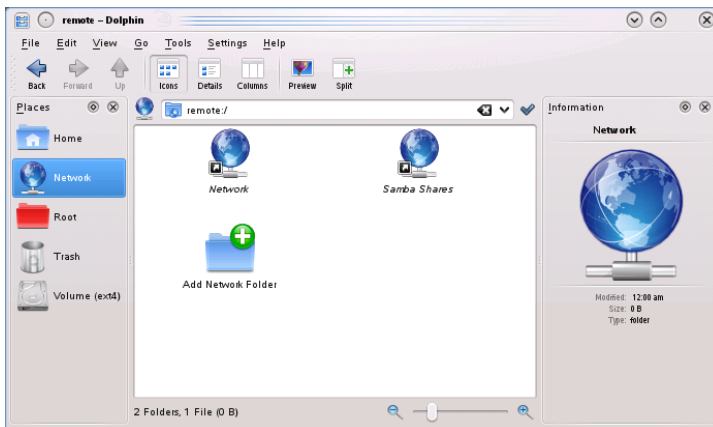 remote – Dolphin
File Edit View Go Tools Settings Help
Back Forward Up Icons Details Columns Preview Split
Places
remote:/
Information
Home
Network
Root
Trash
Volume (ext4)
Network
Samba Shares
Add Network Folder
Network
Modified: 12:00 am
Size: 0 B
Type: folder
2 Folders, 1 File (0 B)